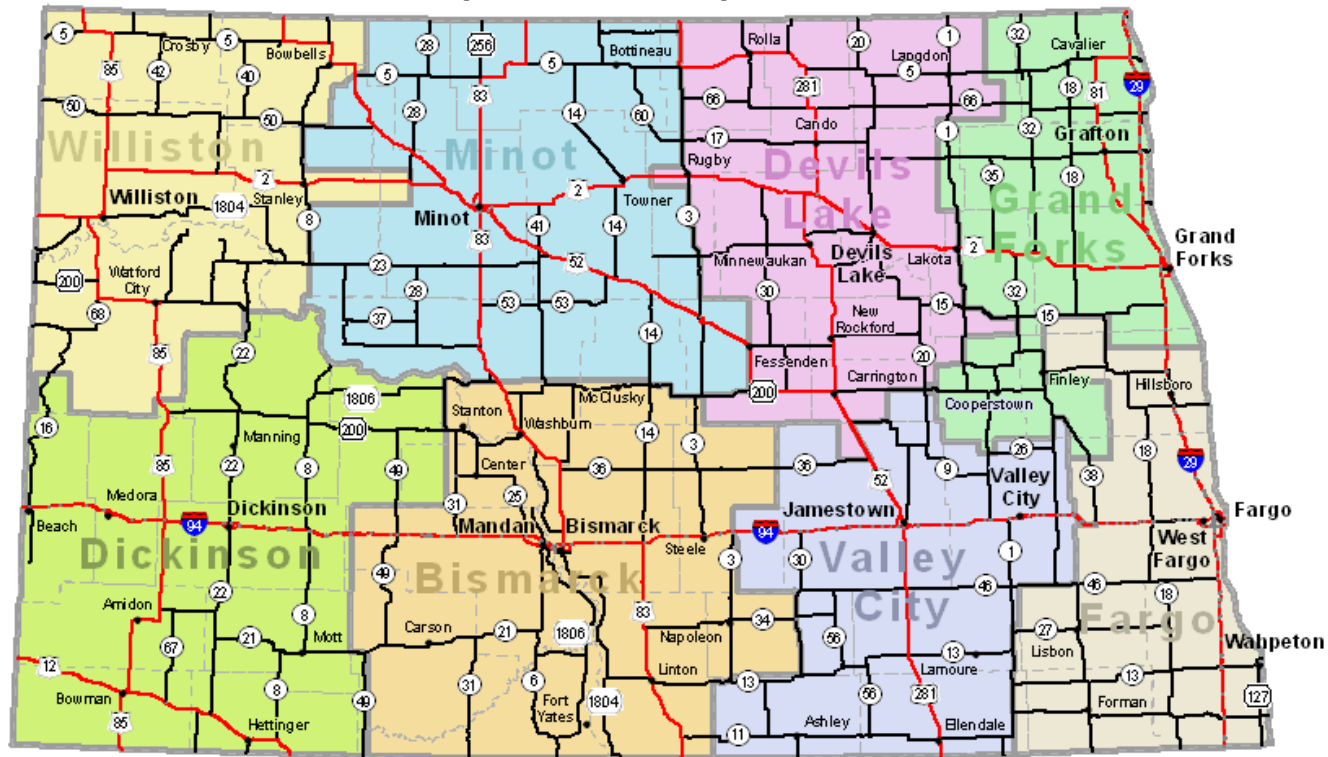 5
Crosby
5
Bowbells
85
42
40
50
50
Williston
2
Stanley
Williston
1804
8
200
Watford
City
68
85
22
28
256
5
5
Bottineau
28
83
14
60
Minot
Minot
2
Towner
83
41
14
3
52
23
28
53
53
37
14
Rolla
20
1
Langdon
5
281
66
66
Cando
17
Rugby
1
Devils
Lake
Devils
Lake
Minnewaukan
Lakota
30
15
New
Rockford
Fessenden
20
200
Carrington
32
Cavalier
18
81
29
32
Grafton
35
18
Grand
Forks
2
Grand
Forks
32
15
Finley
Cooperstown
26
16
1806
200
Manning
22
8
49
85
Medora
Beach
94
Dickinson
Dickinson
22
Amidon
8
67
21
Mott
12
8
49
Bowman
85
Hettinger
Stanton
McClusky
Washburn
14
3
Center
36
36
31
25
Mandan
Bismarck
Bismarck
Steele
3
49
83
1806
34
Carson
21
Napoleon
Linton
31
6
Fort
Yates
1804
13
9
Valley
City
52
Jamestown
94
30
Valley
City
1
46
56
13
Lamoure
56
281
Ashley
Ellendale
11
Hillsboro
18
38
29
Fargo
West
Fargo
46
18
Fargo
27
Lisbon
Wahpeton
13
Forman
127